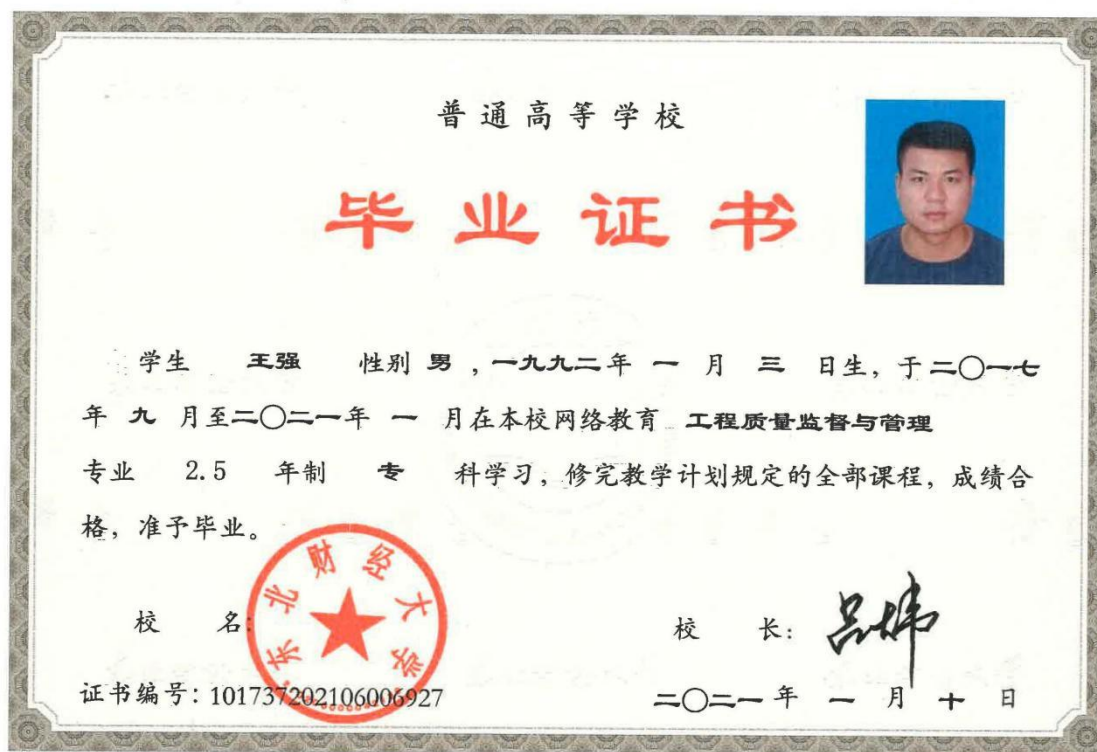 普通高等学校
毕业证书
学生 王强 性别 男，一九九二年 一 月 三 日生，于二〇一七
年 九 月至二〇二一年 一 月在本校网络教育 工程质量监督与管理
专业 2.5 年制 专 科学习，修完教学计划规定的全部课程，成绩合
格，准予毕业。
校 名：
东北财经大学
校 长：
吕炜
证书编号：101737202106006927
二〇二一年 一 月 十 日